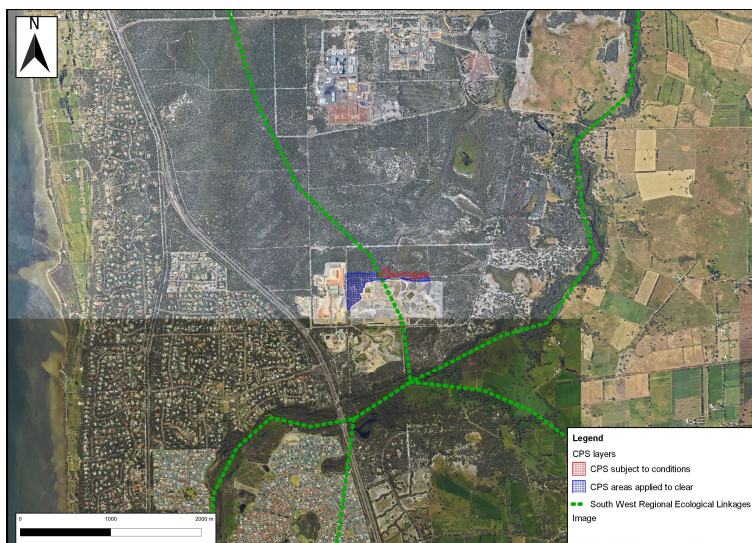 N
Legend
CPS layers
CPS subject to conditions
CPS areas applied to clear
South West Regional Ecological Linkages
Image
0 1000 2000 m